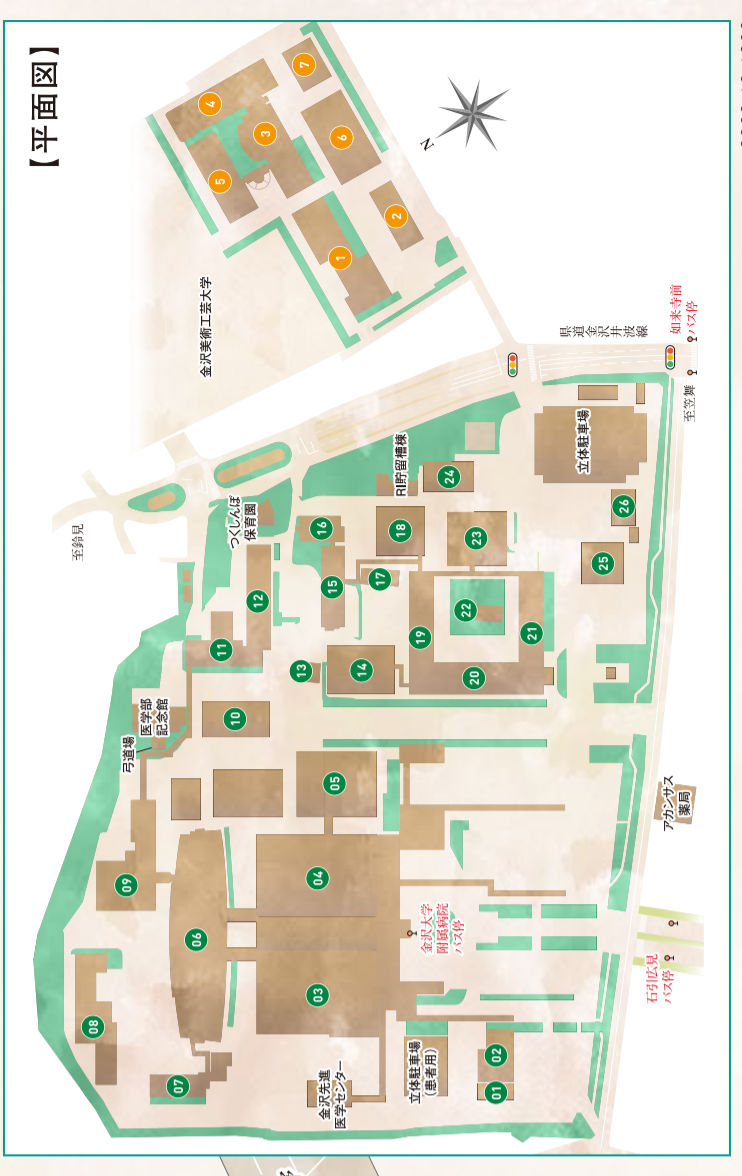 【平面図】
4
7
5
3
6
2
1
N
金沢美術工芸大学
県道金沢井波線
如来寺前
バス停
至笠舞
至鈴見
つくしんぼ
保育園
RI貯留槽棟
立体駐車場
16
24
18
12
15
17
23
26
25
11
19
22
21
13
14
20
弓道場
医学部
記念館
10
05
アカンサス
薬局
09
04
06
金沢大学
附属病院
バス停
03
石引広見
バス停
08
07
金沢先進
医学センター
立体駐車場
(患者用)
02
01